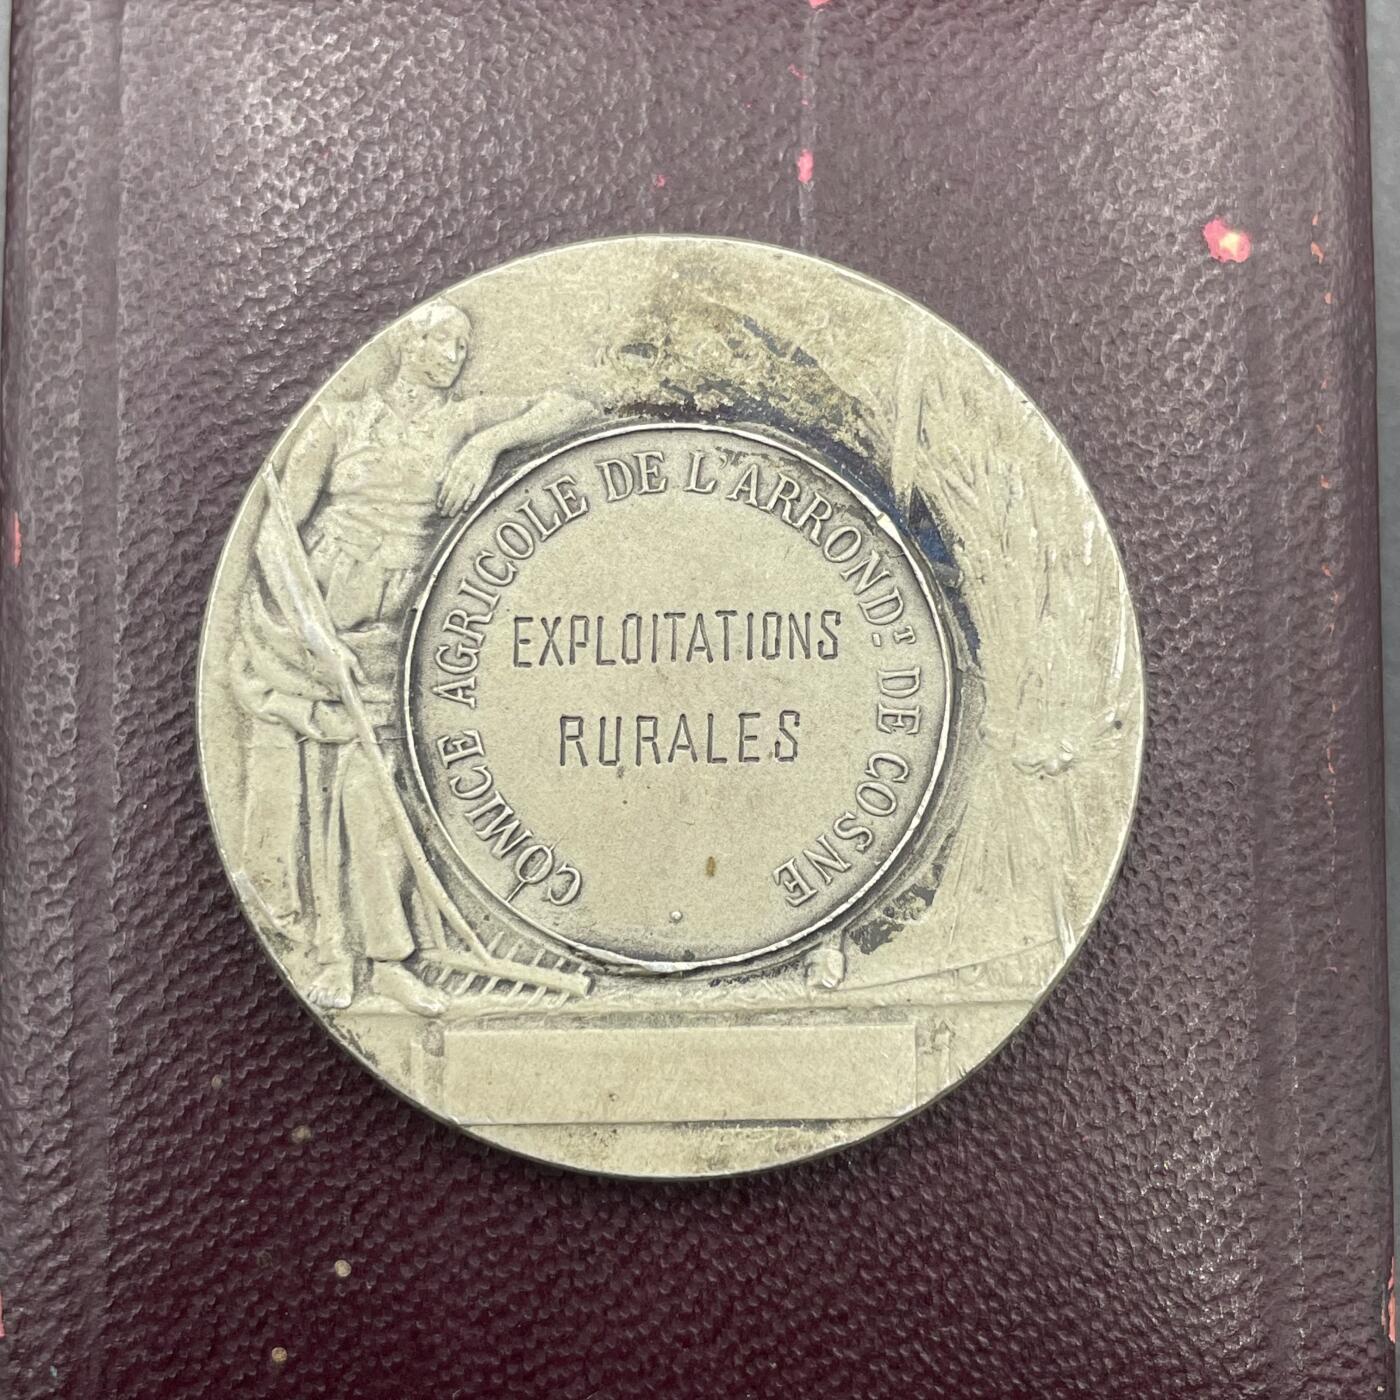 COMICE AGRICOLE DE L'ARRONDT DE COSNE
EXPLOITATIONS
RURALES